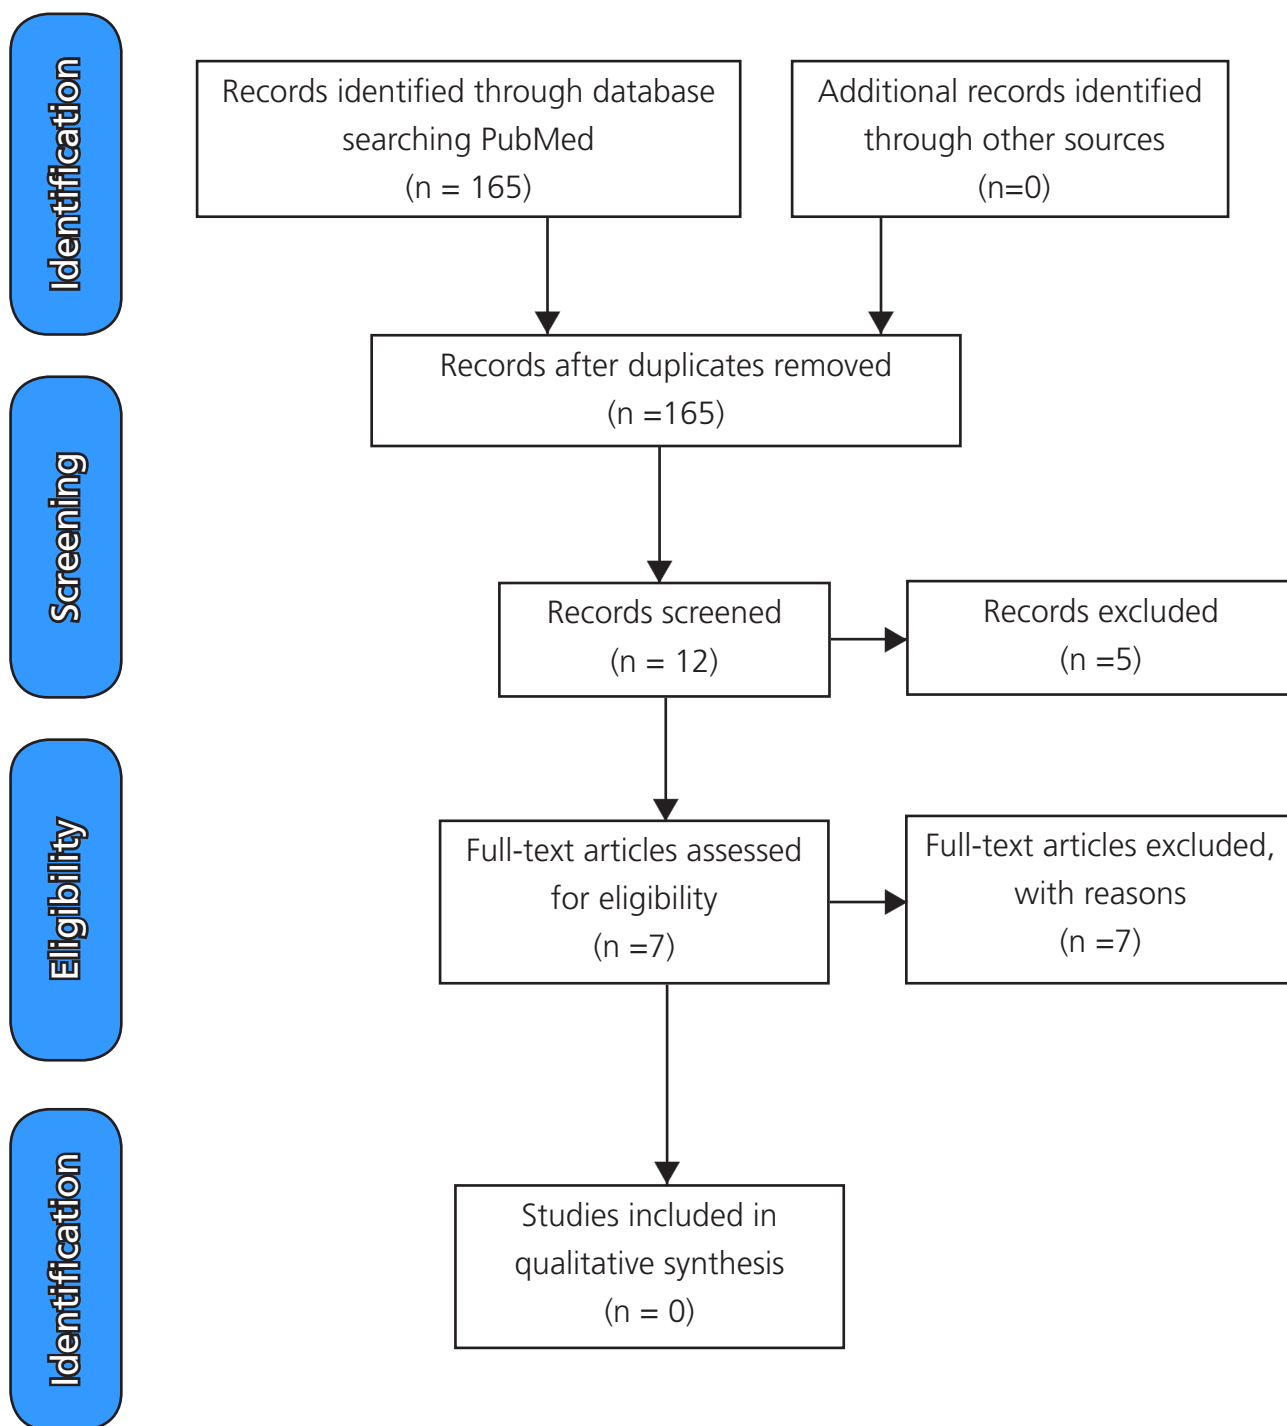 Identification
Records identified through database
searching PubMed
(n = 165)
Additional records identified
through other sources
(n=0)
Records after duplicates removed
(n =165)
Screening
Records screened
(n = 12)
Records excluded
(n =5)
Eligibility
Full-text articles assessed
for eligibility
(n =7)
Full-text articles excluded,
with reasons
(n =7)
Identification
Studies included in
qualitative synthesis
(n = 0)